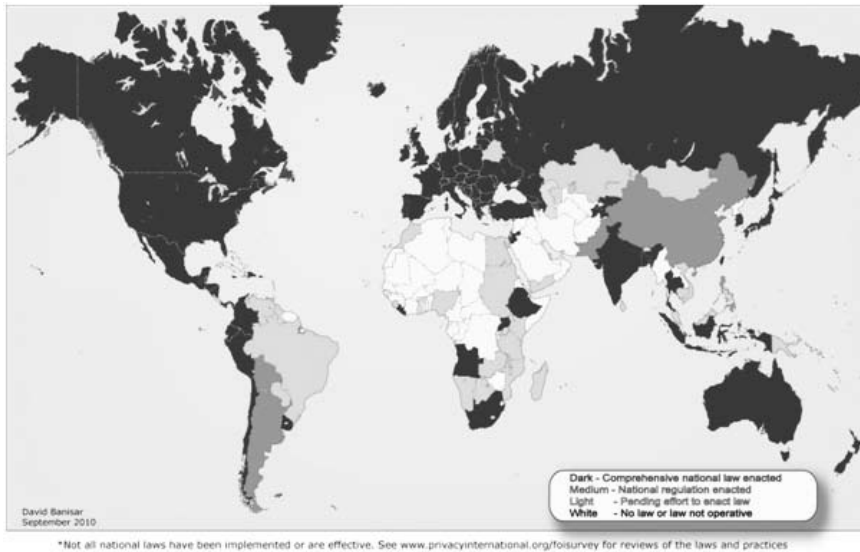 Dark - Comprehensive national law enacted
Medium - National regulation enacted
Light - Pending effort to enact law
White - No law or law not operative
David Banisar
September 2010
*Not all national laws have been implemented or are effective. See www.privacyinternational.org/foisurvey for reviews of the laws and practices